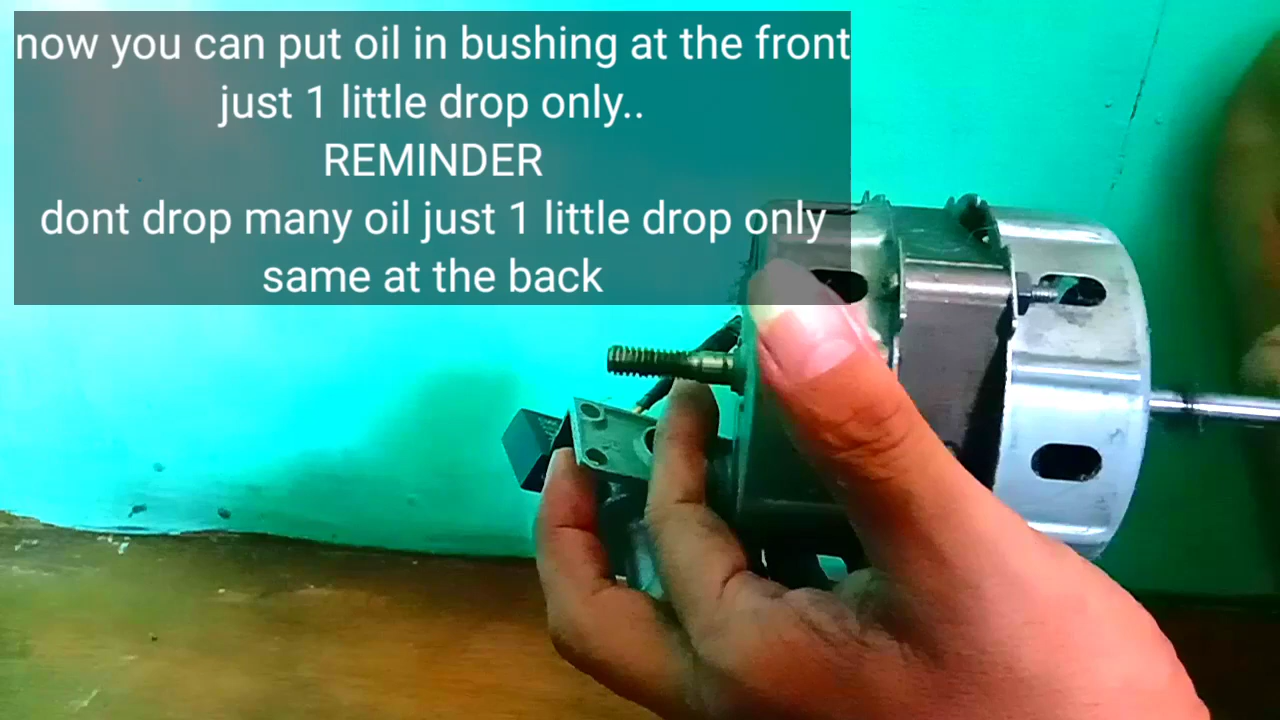 now you can put oil in bushing at the front
just 1 little drop only..
REMINDER
dont drop many oil just 1 little drop only
same at the back